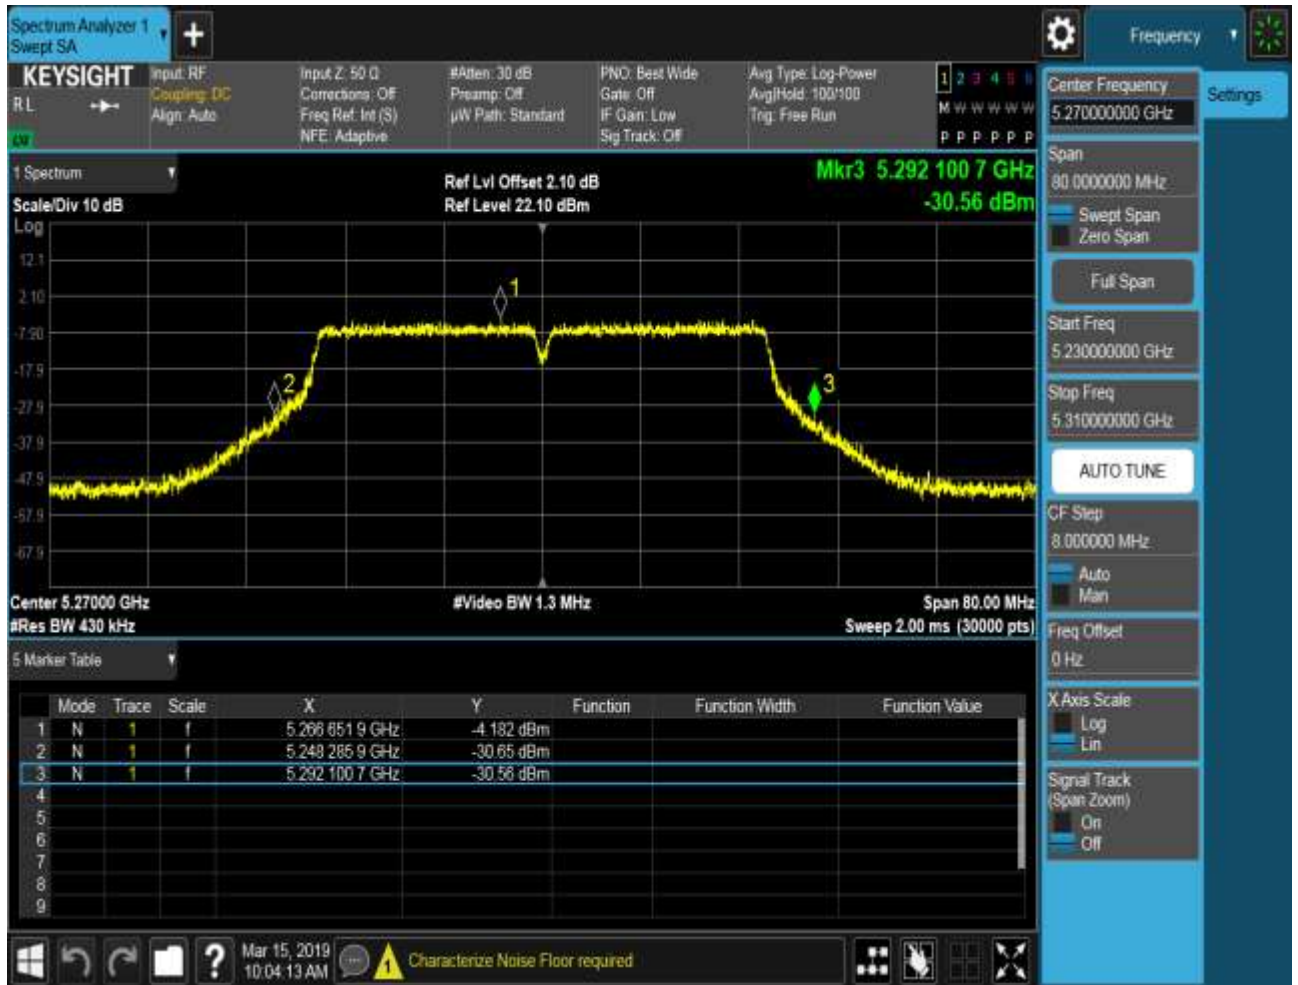 Spectrum Analyzer 1
Swept SA
Frequency
KEYSIGHT
RL
Input: RF
Coupling: DC
Align: Auto
Input Z: 50 Ω
Corrections: Off
Freq Ref: Int (S)
NFE: Adaptive
#Atten: 30 dB
Preamp: Off
µW Path: Standard
PNO: Best Wide
Gate: Off
IF Gain: Low
Sig Track: Off
Avg Type: Log-Power
Avg|Hold: 100/100
Trig: Free Run
1 2 3 4 5 6
M W W W W W
P P P P P P
1 Spectrum
Scale/Div 10 dB
Ref Lvl Offset 2.10 dB
Ref Level 22.10 dBm
Mkr3 5.292 100 7 GHz
-30.56 dBm
Log
12.1
2.10
-7.90
-17.9
-27.9
-37.9
-47.9
-57.9
-67.9
1
2
3
Center 5.27000 GHz
#Video BW 1.3 MHz
Span 80.00 MHz
#Res BW 430 kHz
Sweep 2.00 ms (30000 pts)
5 Marker Table
Mode Trace Scale X Y Function Function Width Function Value
1 N 1 f 5.266 651 9 GHz -4.182 dBm
2 N 1 f 5.248 285 9 GHz -30.65 dBm
3 N 1 f 5.292 100 7 GHz -30.56 dBm
4
5
6
7
8
9
Mar 15, 2019
10:04:13 AM
1
Characterize Noise Floor required
Settings
Center Frequency
5.270000000 GHz
Span
80.0000000 MHz
Swept Span
Zero Span
Full Span
Start Freq
5.230000000 GHz
Stop Freq
5.310000000 GHz
AUTO TUNE
CF Step
8.000000 MHz
Auto
Man
Freq Offset
0 Hz
X Axis Scale
Log
Lin
Signal Track
(Span Zoom)
On
Off